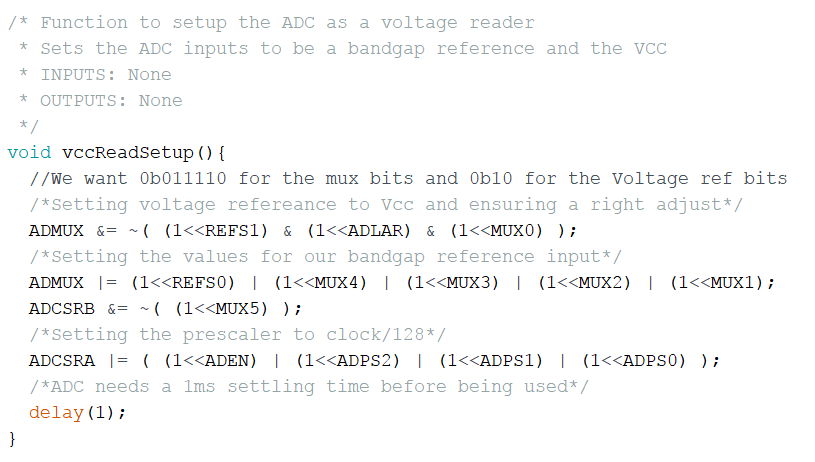 /* Function to setup the ADC as a voltage reader
 * Sets the ADC inputs to be a bandgap reference and the VCC
 * INPUTS: None
 * OUTPUTS: None
 */
void vccReadSetup(){
  //We want 0b011110 for the mux bits and 0b10 for the Voltage ref bits
  /*Setting voltage refereance to Vcc and ensuring a right adjust*/
  ADMUX &= ~( (1<<REFS1) & (1<<ADLAR) & (1<<MUX0) );
  /*Setting the values for our bandgap reference input*/
  ADMUX |= (1<<REFS0) | (1<<MUX4) | (1<<MUX3) | (1<<MUX2) | (1<<MUX1);
  ADCSRB &= ~( (1<<MUX5) );
  /*Setting the prescaler to clock/128*/
  ADCSRA |= ( (1<<ADEN) | (1<<ADPS2) | (1<<ADPS1) | (1<<ADPS0) );
  /*ADC needs a 1ms settling time before being used*/
  delay(1);
}